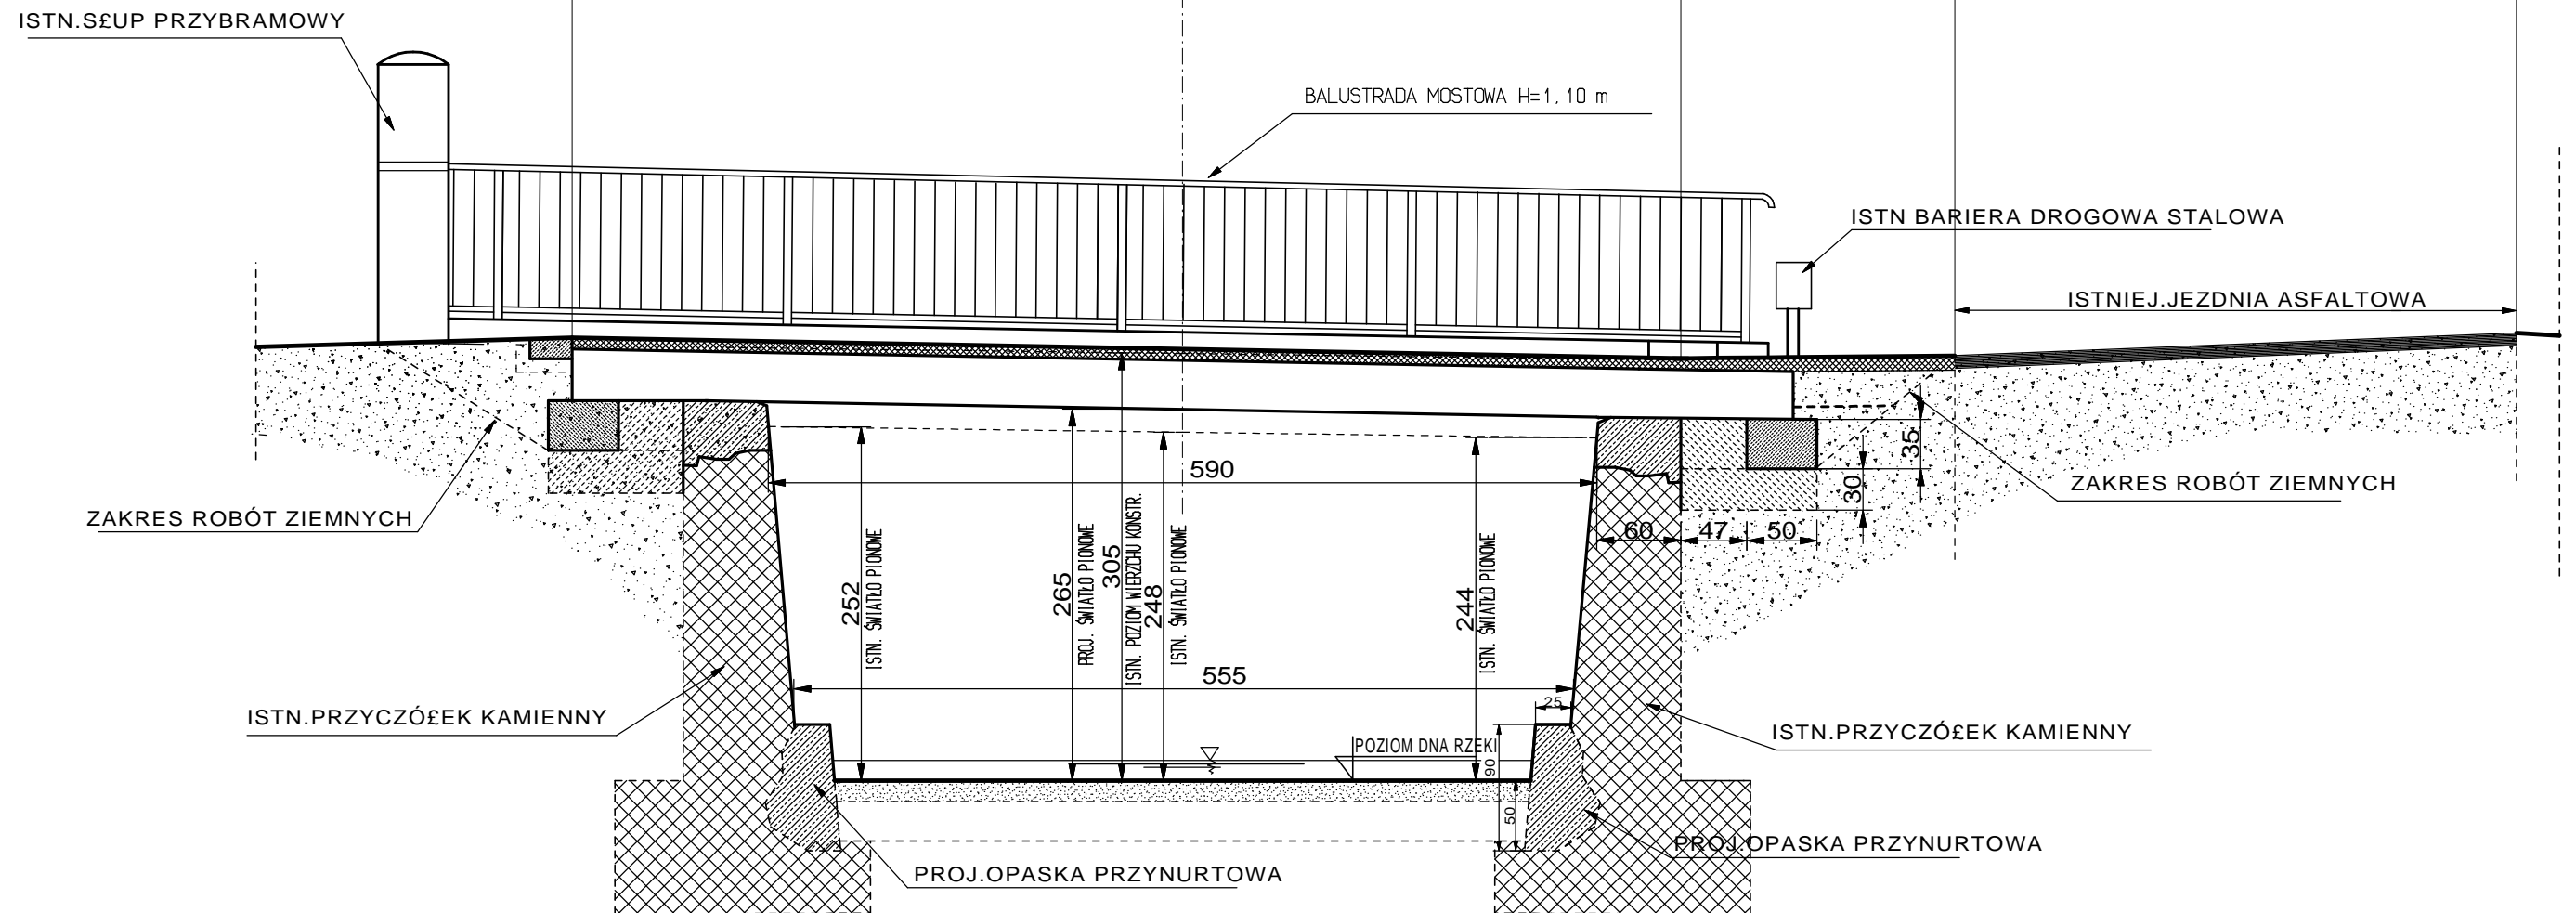 ISTN.S£UP PRZYBRAMOWY
BALUSTRADA MOSTOWA H=1,10 m
ISTN BARIERA DROGOWA STALOWA
ISTNIEJ.JEZDNIA ASFALTOWA
ZAKRES ROBÓT ZIEMNYCH
ZAKRES ROBÓT ZIEMNYCH
590
35
30
60
47
50
252
ISTN. ŚWIATŁO PIONOWE
265
PROJ. ŚWIATŁO PIONOWE
305
ISTN. POZIOM WIERZCHU KONSTR.
248
ISTN. ŚWIATŁO PIONOWE
244
ISTN. ŚWIATŁO PIONOWE
555
25
ISTN.PRZYCZÓ£EK KAMIENNY
ISTN.PRZYCZÓ£EK KAMIENNY
POZIOM DNA RZEKI
90
50
PROJ.OPASKA PRZYNURTOWA
PROJ.OPASKA PRZYNURTOWA